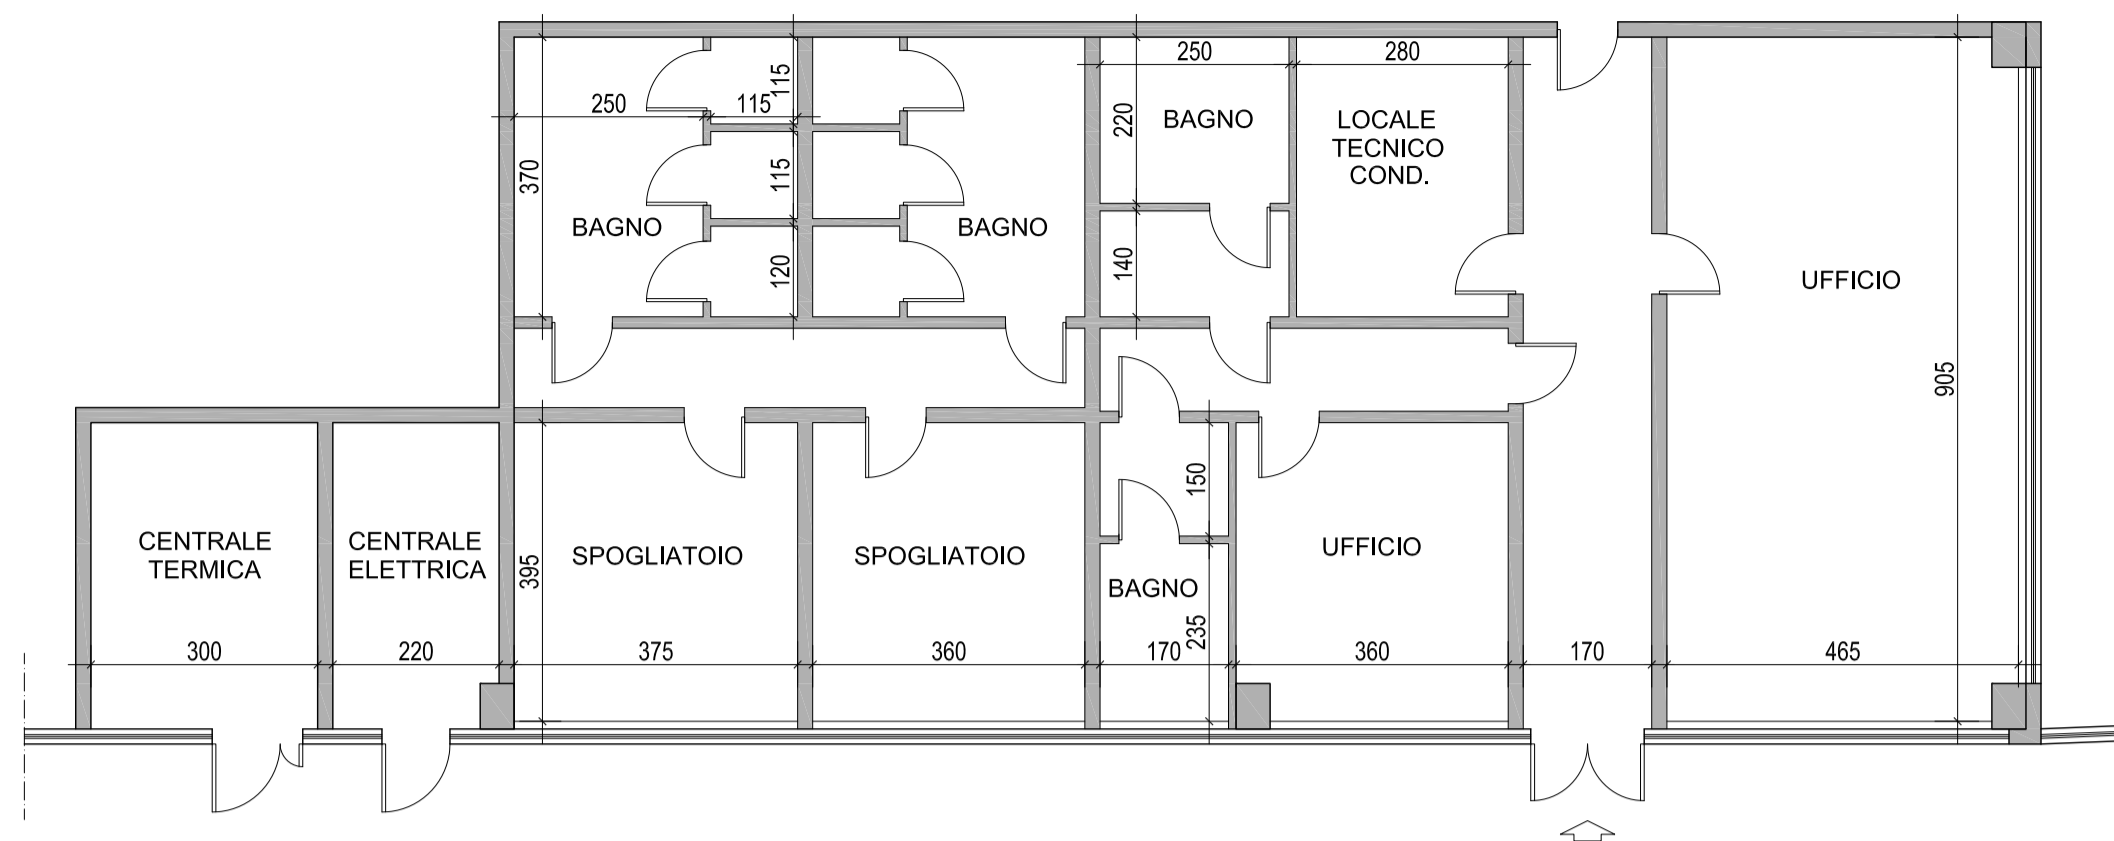 250
280
115
250
115
220
BAGNO
LOCALE
TECNICO
COND.
370
115
BAGNO
BAGNO
120
140
UFFICIO
905
150
CENTRALE
TERMICA
CENTRALE
ELETTRICA
395
SPOGLIATOIO
SPOGLIATOIO
UFFICIO
BAGNO
235
300
220
375
360
170
360
170
465